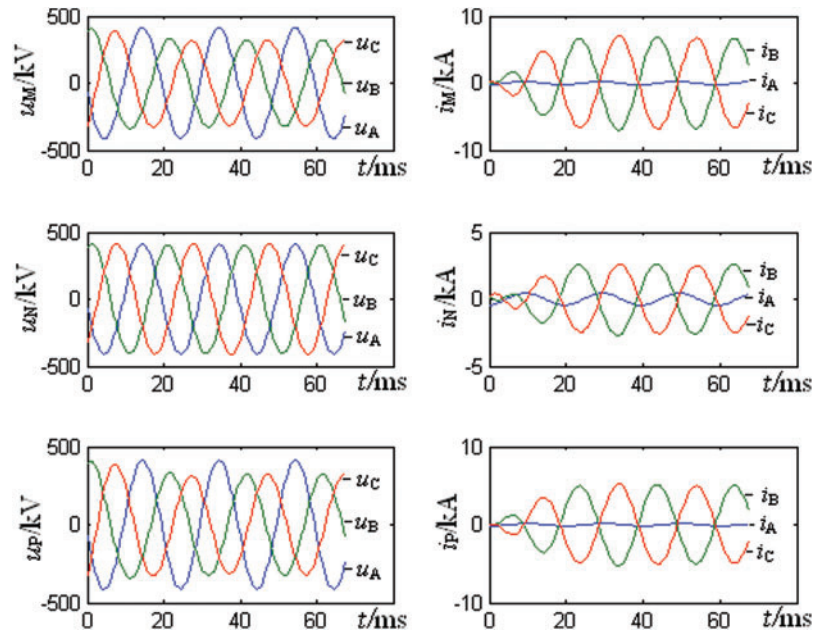 500
0
-500
u_M/kV
u_C
u_B
u_A
0 20 40 60
t/ms
10
0
-10
i_M/kA
i_B
i_A
i_C
0 20 40 60
t/ms
500
0
-500
u_N/kV
u_C
u_B
u_A
0 20 40 60
t/ms
5
0
-5
i_N/kA
i_B
i_A
i_C
0 20 40 60
t/ms
500
0
-500
u_P/kV
u_C
u_B
u_A
0 20 40 60
t/ms
10
0
-10
i_P/kA
i_B
i_A
i_C
0 20 40 60
t/ms